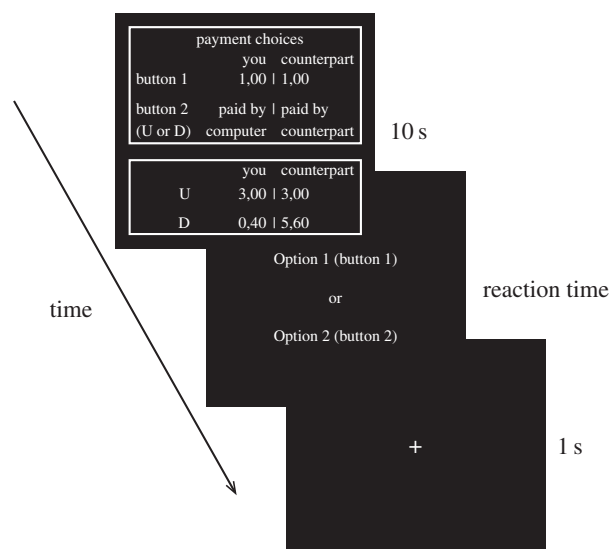 payment choices
you counterpart
button 1 1,00 | 1,00
button 2 paid by | paid by
(U or D) computer counterpart
10 s
you counterpart
U 3,00 | 3,00
D 0,40 | 5,60
Option 1 (button 1)
or
Option 2 (button 2)
reaction time
time
+
1 s